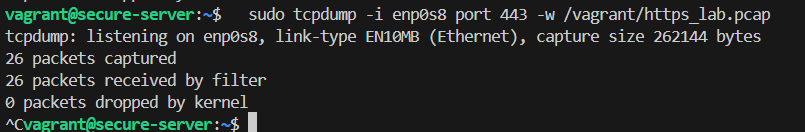 vagrant@secure-server:~$   sudo tcpdump -i enp0s8 port 443 -w /vagrant/https_lab.pcap
tcpdump: listening on enp0s8, link-type EN10MB (Ethernet), capture size 262144 bytes
26 packets captured
26 packets received by filter
0 packets dropped by kernel
^Cvagrant@secure-server:~$